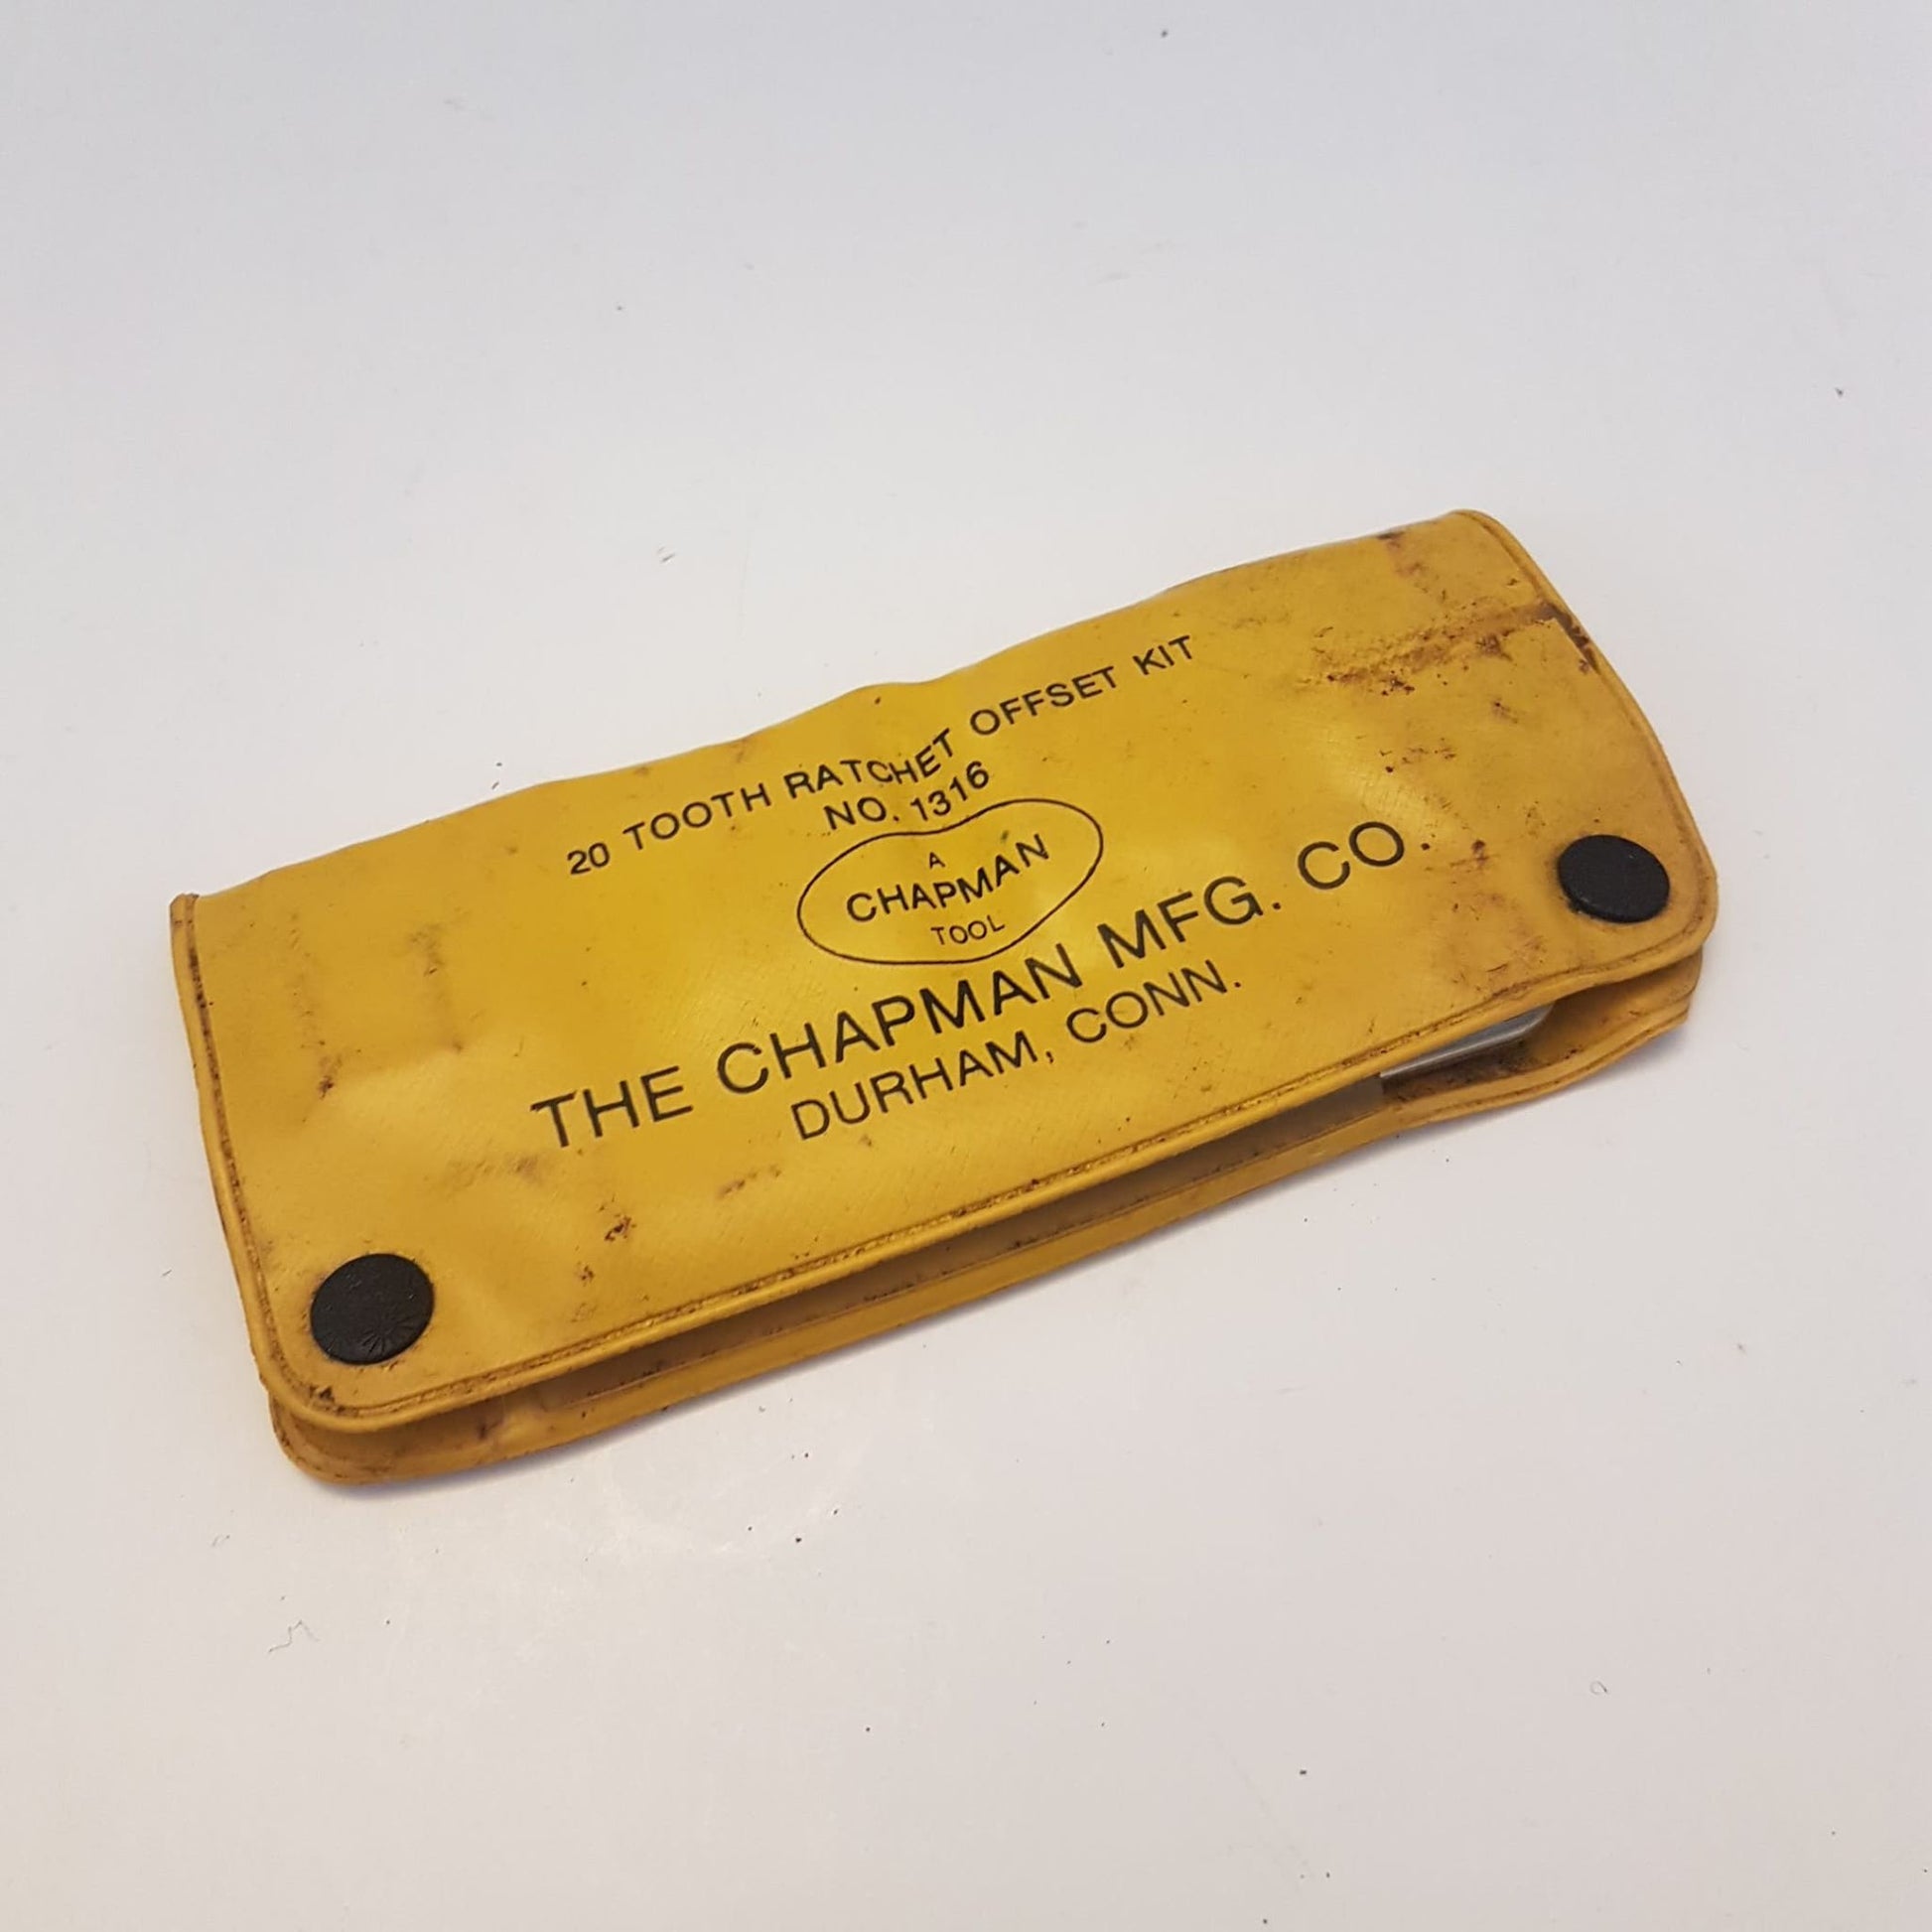 20 TOOTH RATCHET OFFSET KIT
NO. 1316
A
CHAPMAN
TOOL
THE CHAPMAN MFG. CO.
DURHAM, CONN.